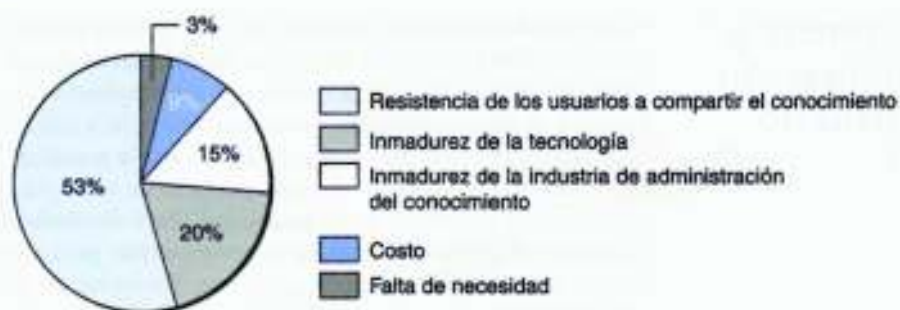 3%
9%
15%
53%
20%
Resistencia de los usuarios a compartir el conocimiento
Inmadurez de la tecnología
Inmadurez de la industria de administración
del conocimiento
Costo
Falta de necesidad